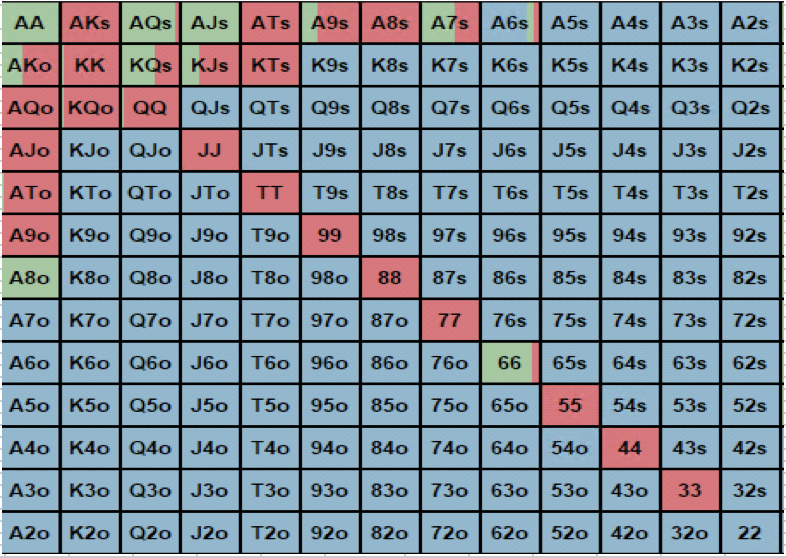 AA AKs AQs AJs ATs A9s A8s A7s A6s A5s A4s A3s A2s
AKo KK KQs KJs KTs K9s K8s K7s K6s K5s K4s K3s K2s
AQo KQo QQ QJs QTs Q9s Q8s Q7s Q6s Q5s Q4s Q3s Q2s
AJo KJo QJo JJ JTs J9s J8s J7s J6s J5s J4s J3s J2s
ATo KTo QTo JTo TT T9s T8s T7s T6s T5s T4s T3s T2s
A9o K9o Q9o J9o T9o 99 98s 97s 96s 95s 94s 93s 92s
A8o K8o Q8o J8o T8o 98o 88 87s 86s 85s 84s 83s 82s
A7o K7o Q7o J7o T7o 97o 87o 77 76s 75s 74s 73s 72s
A6o K6o Q6o J6o T6o 96o 86o 76o 66 65s 64s 63s 62s
A5o K5o Q5o J5o T5o 95o 85o 75o 65o 55 54s 53s 52s
A4o K4o Q4o J4o T4o 94o 84o 74o 64o 54o 44 43s 42s
A3o K3o Q3o J3o T3o 93o 83o 73o 63o 53o 43o 33 32s
A2o K2o Q2o J2o T2o 92o 82o 72o 62o 52o 42o 32o 22